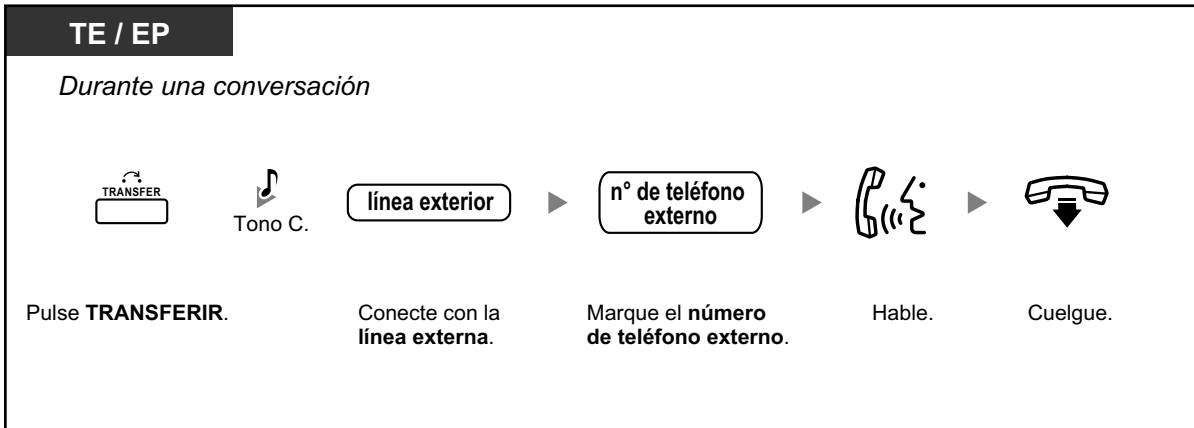 TE / EP
Durante una conversación
TRANSFER
Tono C.
línea exterior
n° de teléfono
externo
Pulse TRANSFERIR.
Conecte con la
línea externa.
Marque el número
de teléfono externo.
Hable.
Cuelgue.